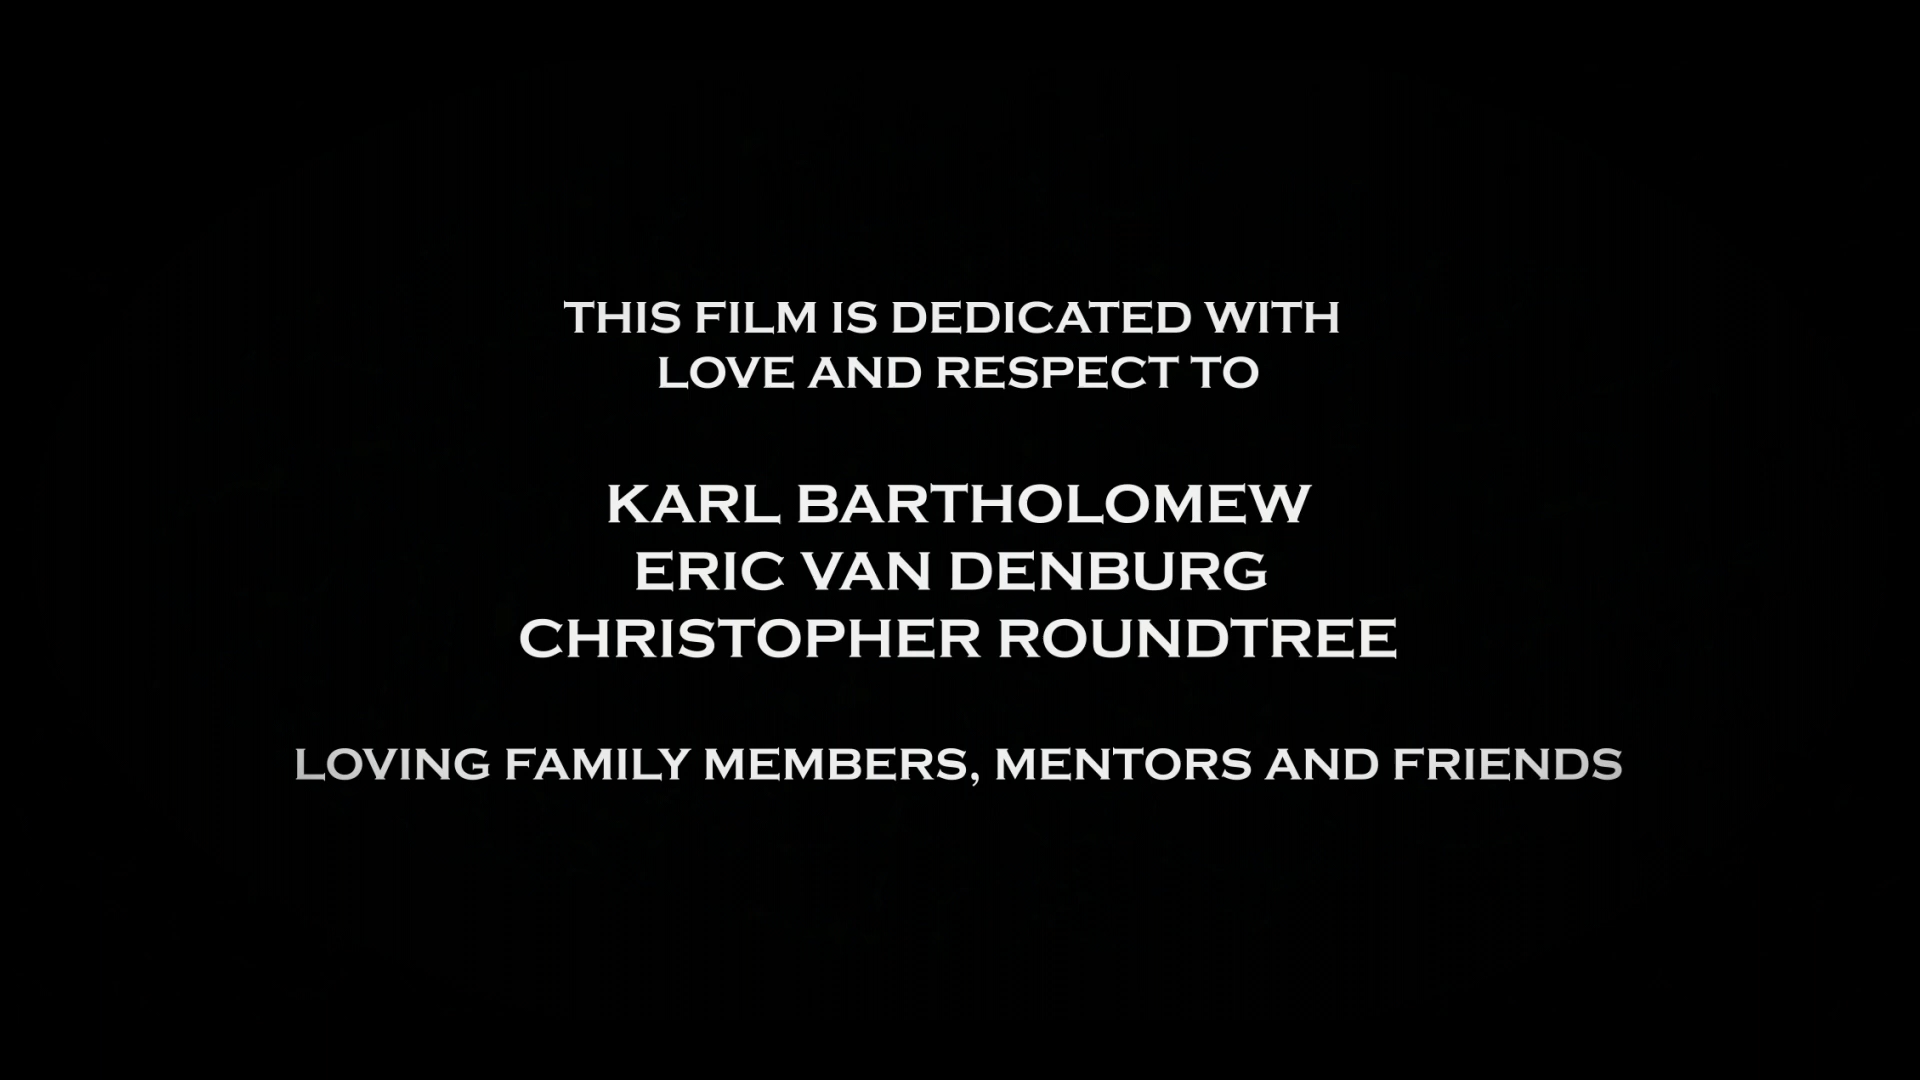 THIS FILM IS DEDICATED WITH
LOVE AND RESPECT TO
KARL BARTHOLOMEW
ERIC VAN DENBURG
CHRISTOPHER ROUNDTREE
LOVING FAMILY MEMBERS, MENTORS AND FRIENDS